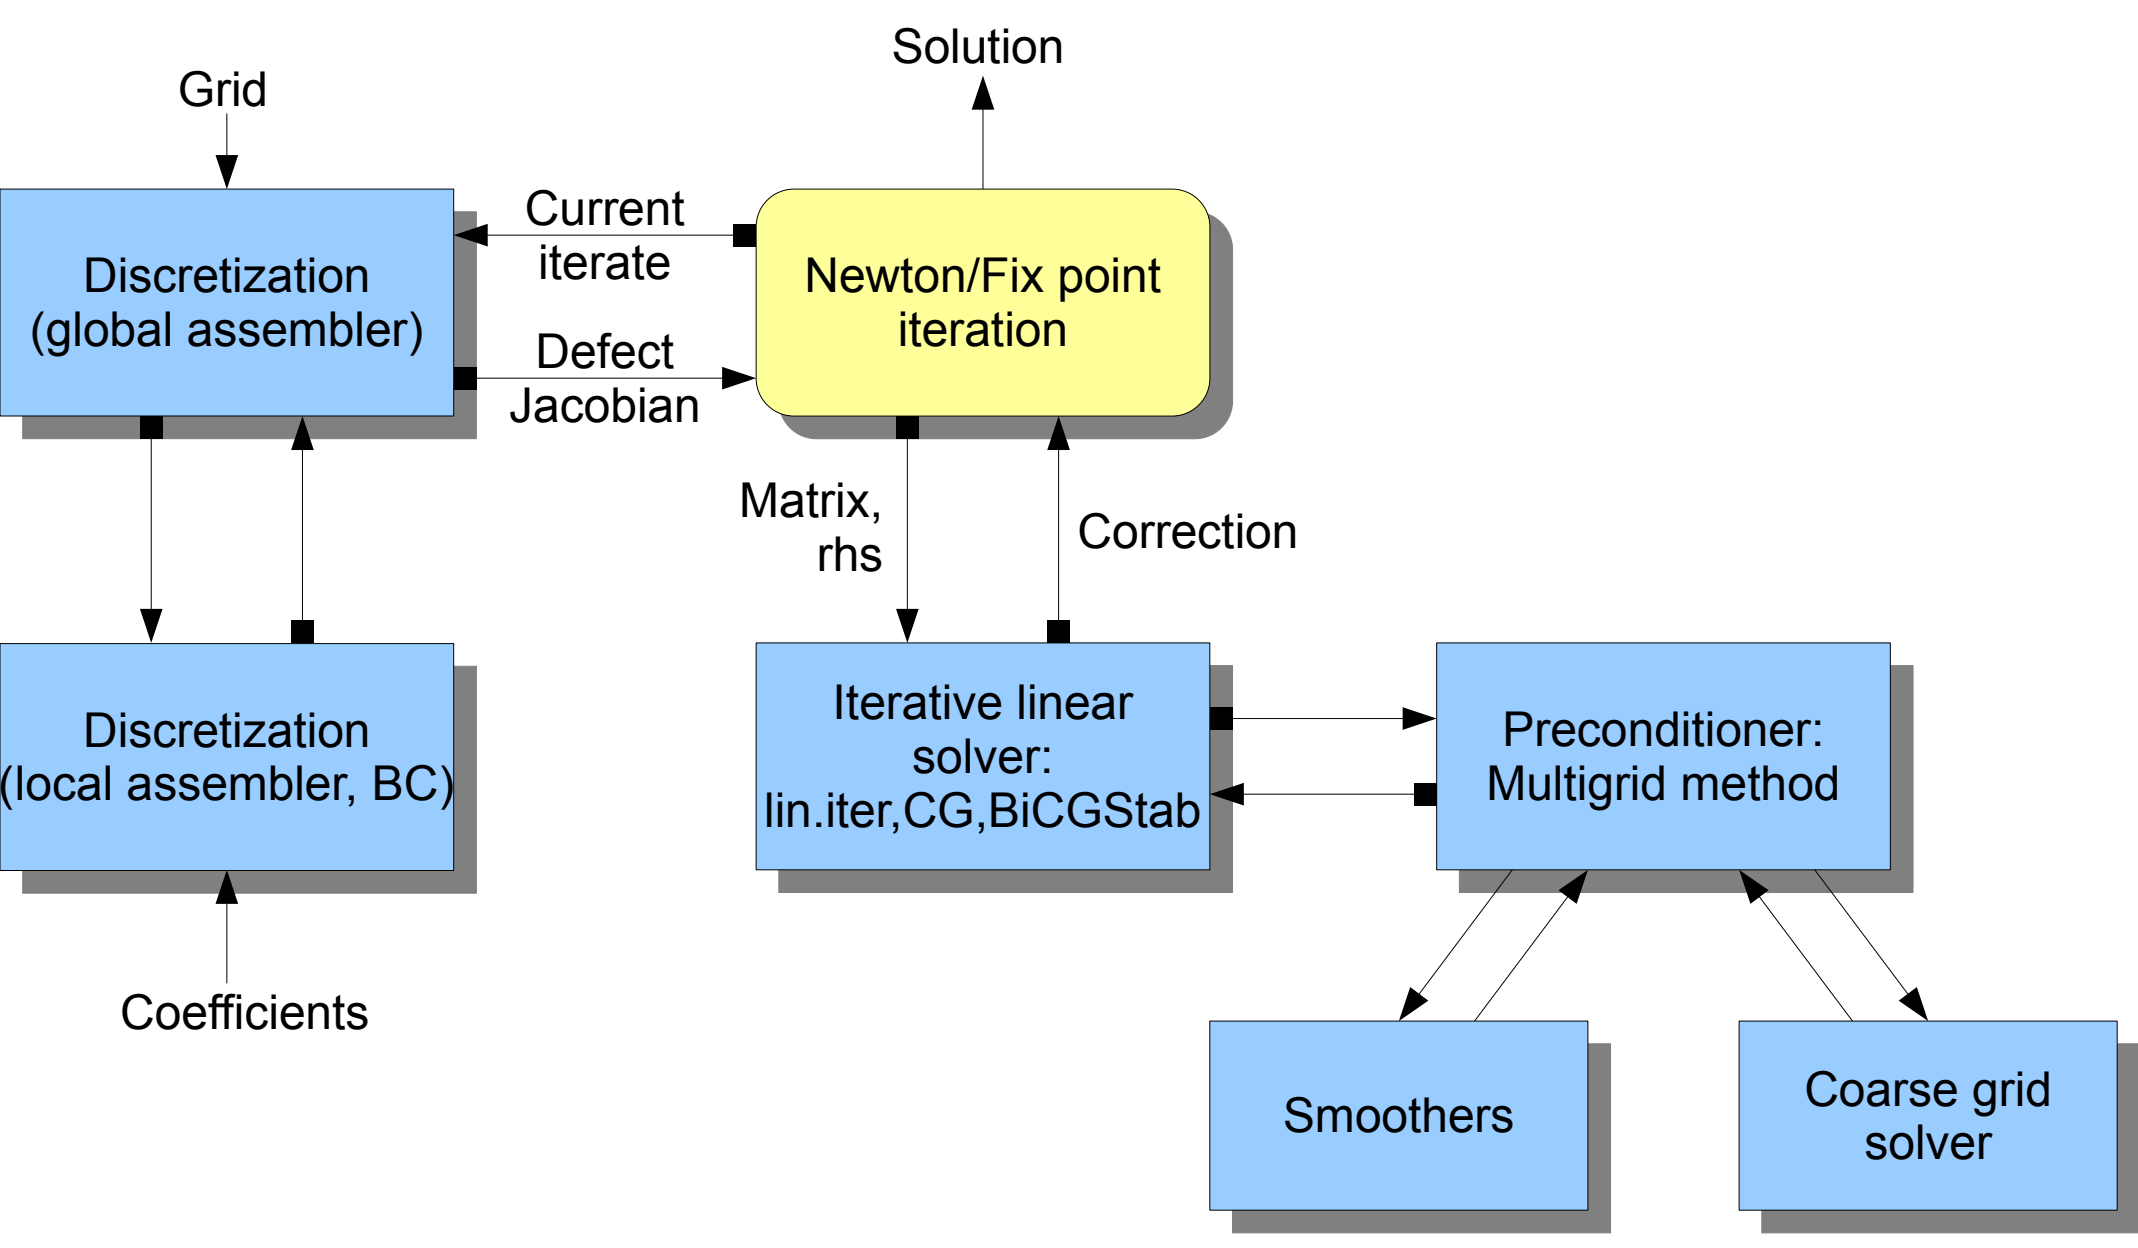 Solution
Grid
Current
iterate
Discretization
(global assembler)
Newton/Fix point
iteration
Defect
Jacobian
Matrix,
rhs
Correction
Discretization
(local assembler, BC)
Iterative linear
solver:
lin.iter,CG,BiCGStab
Preconditioner:
Multigrid method
Coefficients
Smoothers
Coarse grid
solver